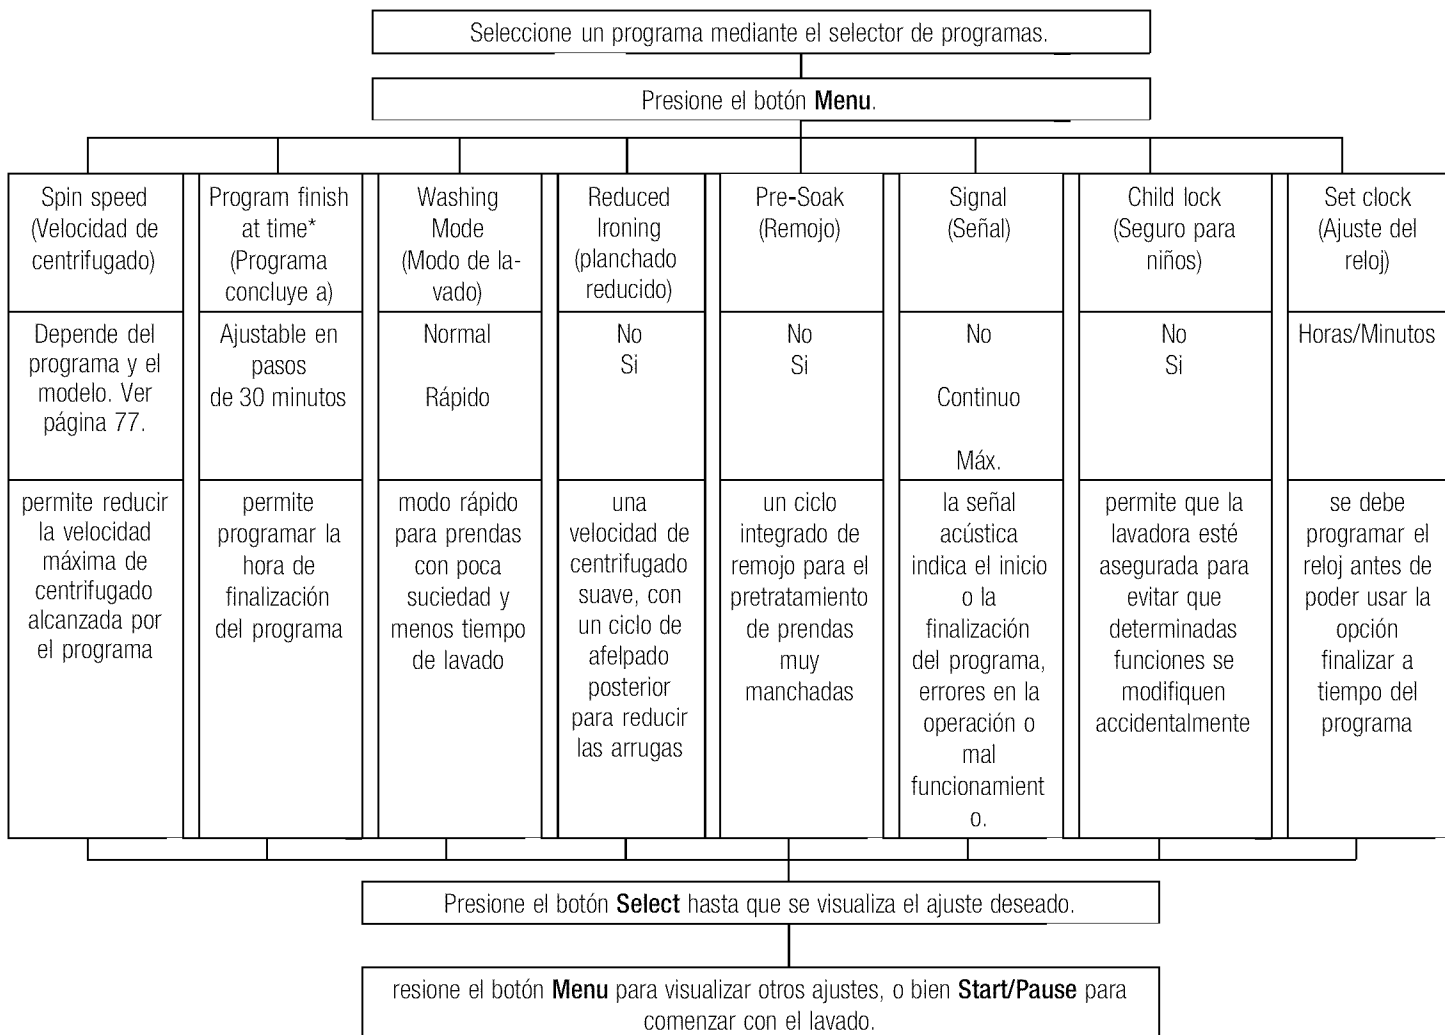 Seleccione un programa mediante el selector de programas.
Presione el botón Menu.
Spin speed
(Velocidad de
centrifugado)
Program finish
at time*
(Programa
concluye a)
Washing
Mode
(Modo de la-
vado)
Reduced
Ironing
(planchado
reducido)
Pre-Soak
(Remojo)
Signal
(Señal)
Child lock
(Seguro para
niños)
Set clock
(Ajuste del
reloj)
Depende del
programa y el
modelo. Ver
página 77.
Ajustable en
pasos
de 30 minutos
Normal
Rápido
No
Si
No
Si
No
Continuo
Máx.
No
Si
Horas/Minutos
permite reducir
la velocidad
máxima de
centrifugado
alcanzada por
el programa
permite
programar la
hora de
finalización
del programa
modo rápido
para prendas
con poca
suciedad y
menos tiempo
de lavado
una
velocidad de
centrifugado
suave, con
un ciclo de
afelpado
posterior
para reducir
las arrugas
un ciclo
integrado de
remojo para el
pretratamiento
de prendas
muy
manchadas
la señal
acústica
indica el inicio
o la
finalización
del programa,
errores en la
operación o
mal
funcionamient
o.
permite que la
lavadora esté
asegurada para
evitar que
determinadas
funciones se
modifiquen
accidentalmente
se debe
programar el
reloj antes de
poder usar la
opción
finalizar a
tiempo del
programa
Presione el botón Select hasta que se visualiza el ajuste deseado.
resione el botón Menu para visualizar otros ajustes, o bien Start/Pause para
comenzar con el lavado.